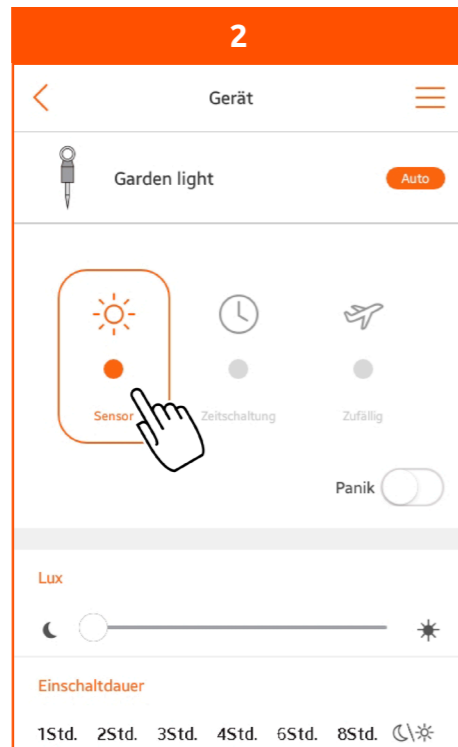 2
Gerät
Garden light Auto
Sensor Zeitschaltung Zufällig
Panik
Lux
Einschaltdauer
1Std. 2Std. 3Std. 4Std. 6Std. 8Std.